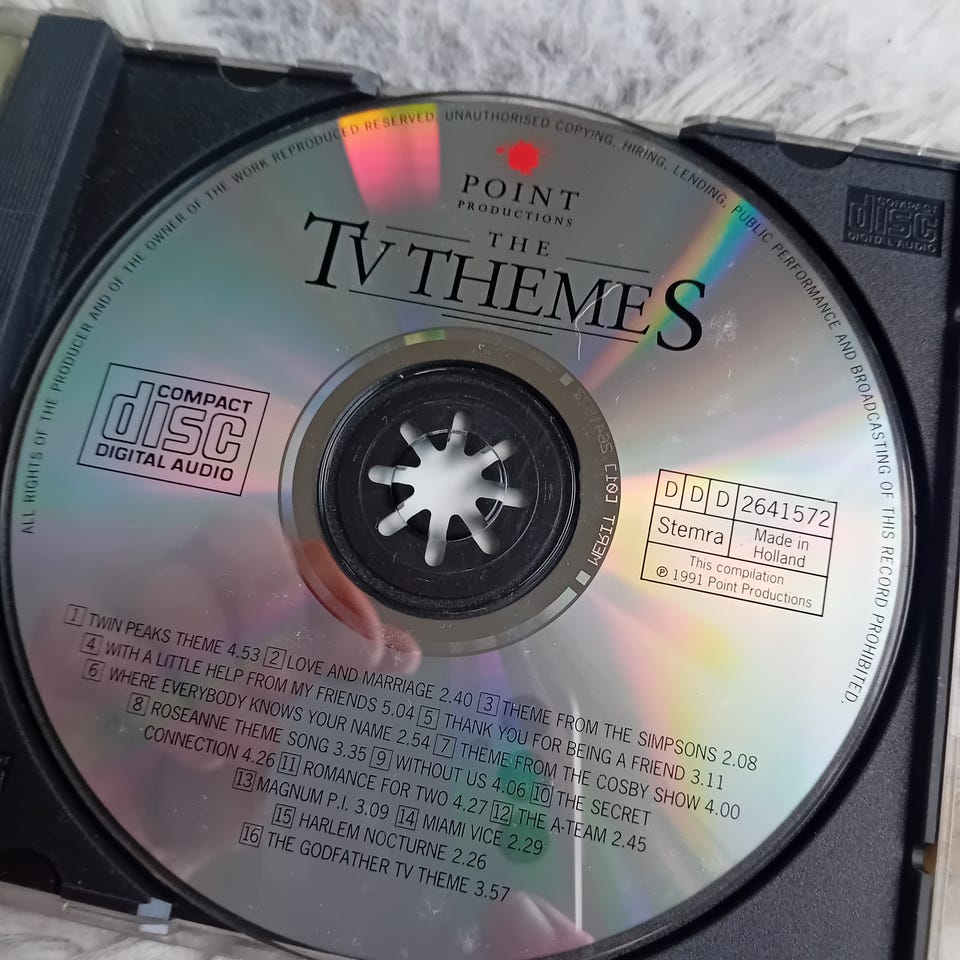 ALL RIGHTS OF THE PRODUCER AND OF THE OWNER OF THE WORK REPRODUCED RESERVED. UNAUTHORISED COPYING, HIRING, LENDING, PUBLIC PERFORMANCE AND BROADCASTING OF THIS RECORD PROHIBITED.
POINT
PRODUCTIONS
THE
TV THEMES
COMPACT
disc
DIGITAL AUDIO
COMPACT
disc
DIGITAL AUDIO
D D D 2641572
Stemra Made in Holland
This compilation
℗ 1991 Point Productions
1 TWIN PEAKS THEME 4.53 2 LOVE AND MARRIAGE 2.40 3 THEME FROM THE SIMPSONS 2.08
4 WITH A LITTLE HELP FROM MY FRIENDS 5.04 5 THANK YOU FOR BEING A FRIEND 3.11
6 WHERE EVERYBODY KNOWS YOUR NAME 2.54 7 THEME FROM THE COSBY SHOW 4.00
8 ROSEANNE THEME SONG 3.35 9 WITHOUT US 4.06 10 THE SECRET
CONNECTION 4.26 11 ROMANCE FOR TWO 4.27 12 THE A-TEAM 2.45
13 MAGNUM P.I. 3.09 14 MIAMI VICE 2.29
15 HARLEM NOCTURNE 2.26
16 THE GODFATHER TV THEME 3.57